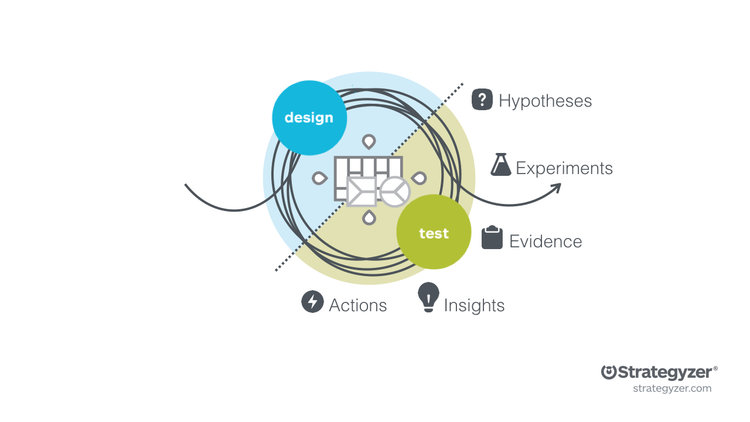 design
Hypotheses
Experiments
test
Evidence
Actions
Insights
Strategyzer®
strategyzer.com